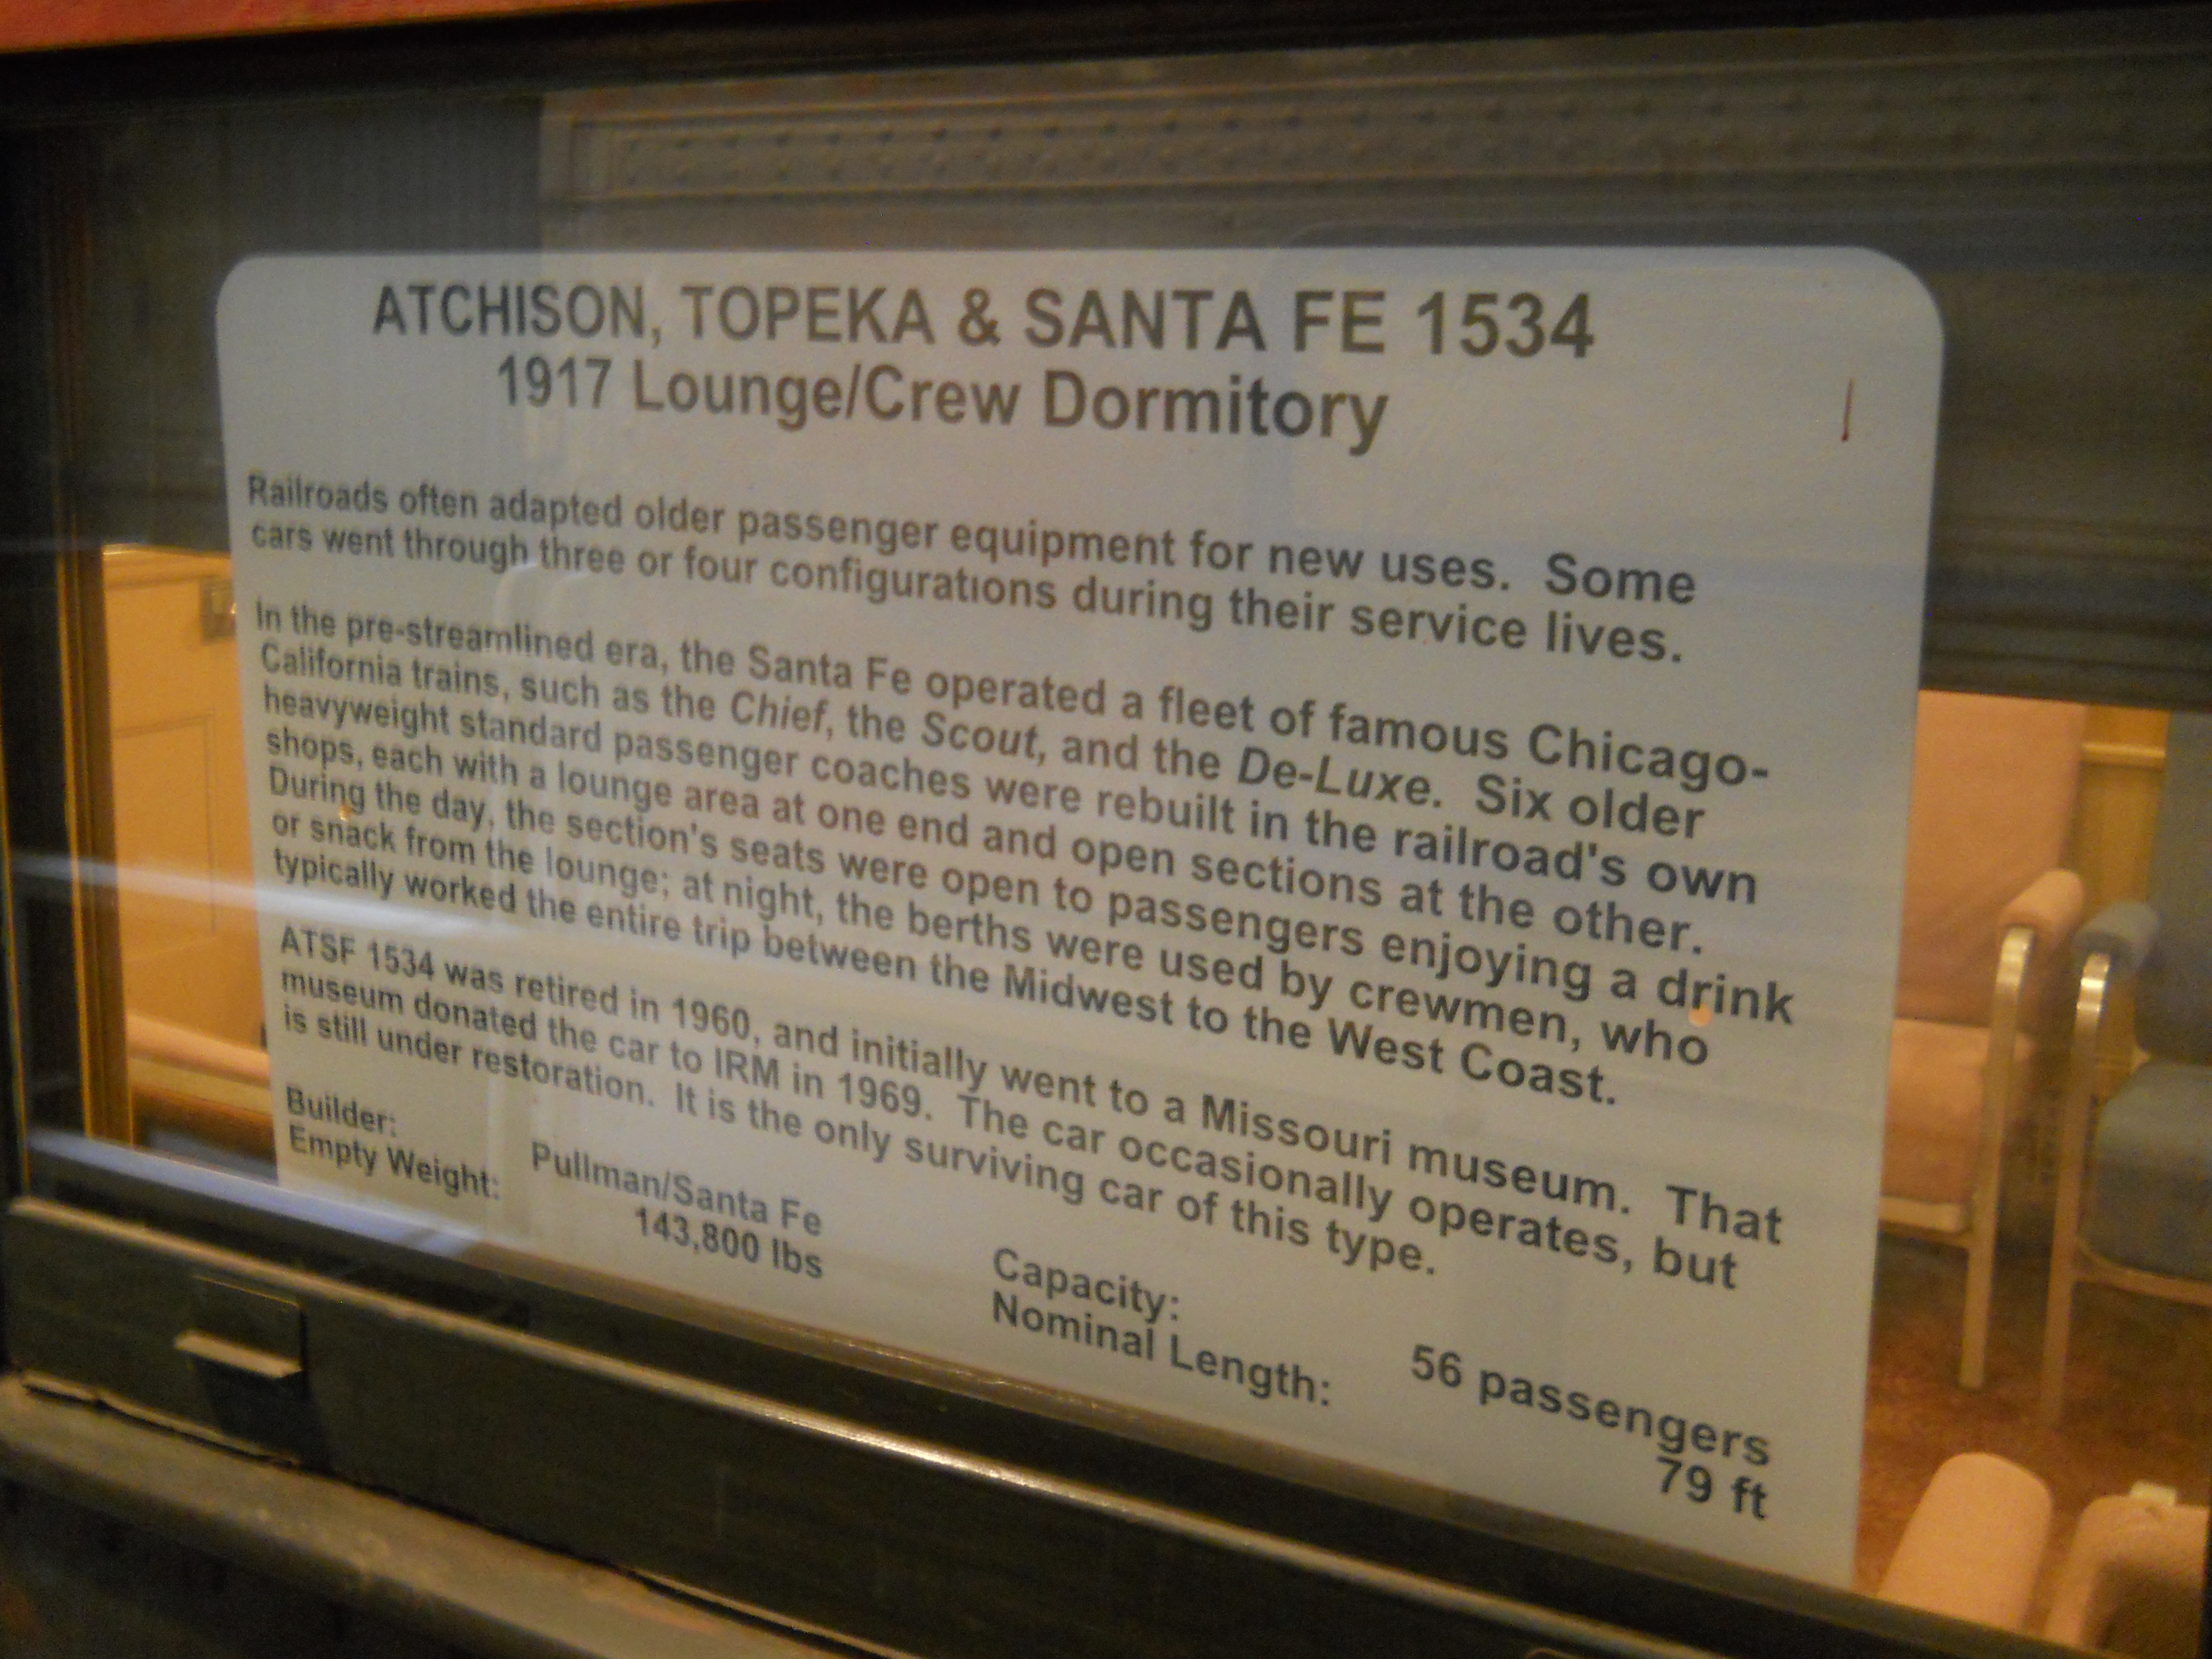 ATCHISON, TOPEKA & SANTA FE 1534
1917 Lounge/Crew Dormitory
Railroads often adapted older passenger equipment for new uses. Some
cars went through three or four configurations during their service lives.
In the pre-streamlined era, the Santa Fe operated a fleet of famous Chicago-
California trains, such as the Chief, the Scout, and the De-Luxe. Six older
heavyweight standard passenger coaches were rebuilt in the railroad's own
shops, each with a lounge area at one end and open sections at the other.
During the day, the section's seats were open to passengers enjoying a drink
or snack from the lounge; at night, the berths were used by crewmen, who
typically worked the entire trip between the Midwest to the West Coast.
ATSF 1534 was retired in 1960, and initially went to a Missouri museum. That
museum donated the car to IRM in 1969. The car occasionally operates, but
is still under restoration. It is the only surviving car of this type.
Builder: Pullman/Santa Fe Capacity: 56 passengers
Empty Weight: 143,800 lbs Nominal Length: 79 ft